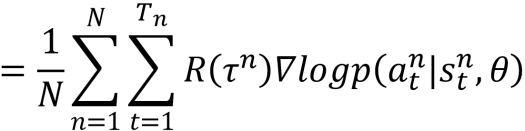 = \frac{1}{N} \sum_{n=1}^{N} \sum_{t=1}^{T_n} R(\tau^n) \nabla log p(a_t^n | s_t^n, \theta)